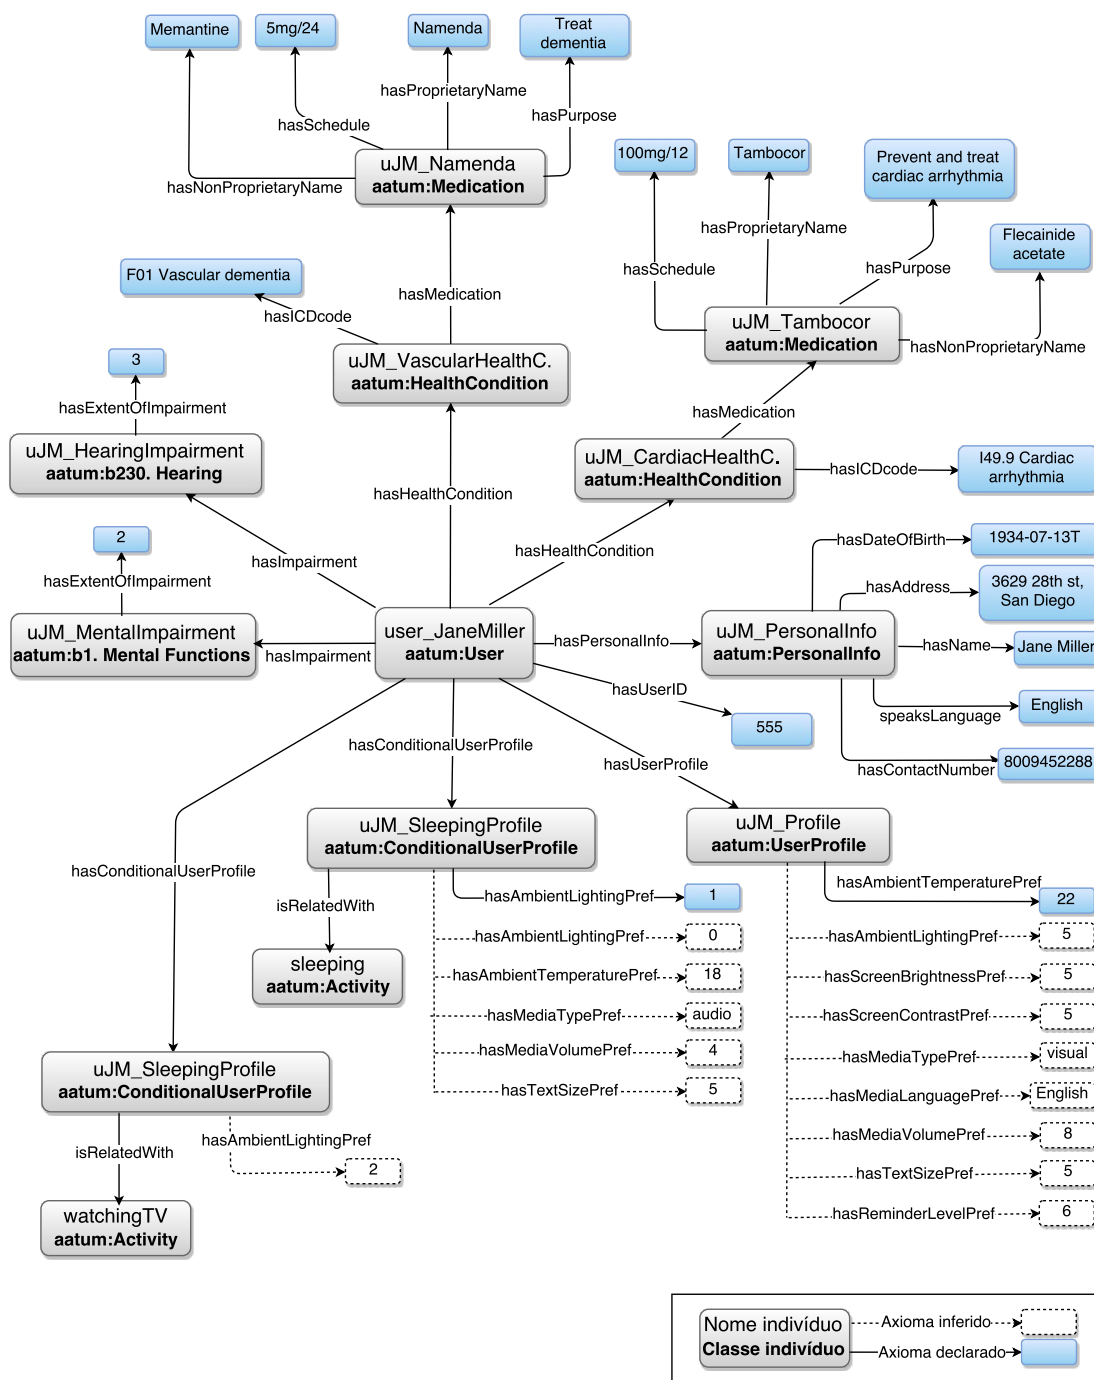 Memantine
5mg/24
Namenda
Treat
dementia
hasProprietaryName
hasSchedule
hasPurpose
uJM_Namenda
aatum:Medication
hasNonProprietaryName
100mg/12
Tambocor
Prevent and treat
cardiac arrhythmia
Flecainide
acetate
hasProprietaryName
hasSchedule
hasPurpose
uJM_Tambocor
aatum:Medication
hasNonProprietaryName
F01 Vascular dementia
hasMedication
hasICDcode
uJM_VascularHealthC.
aatum:HealthCondition
3
hasExtentOfImpairment
uJM_HearingImpairment
aatum:b230. Hearing
hasMedication
uJM_CardiacHealthC.
aatum:HealthCondition
hasICDcode
I49.9 Cardiac
arrhythmia
hasHealthCondition
hasHealthCondition
hasImpairment
2
hasExtentOfImpairment
uJM_MentalImpairment
aatum:b1. Mental Functions
hasImpairment
user_JaneMiller
aatum:User
hasPersonalInfo
uJM_PersonalInfo
aatum:PersonalInfo
hasDateOfBirth
1934-07-13T
hasAddress
3629 28th st,
San Diego
hasName
Jane Miller
speaksLanguage
English
hasContactNumber
8009452288
hasUserID
555
hasConditionalUserProfile
hasUserProfile
hasConditionalUserProfile
uJM_SleepingProfile
aatum:ConditionalUserProfile
isRelatedWith
sleeping
aatum:Activity
hasAmbientLightingPref
1
hasAmbientLightingPref
0
hasAmbientTemperaturePref
18
hasMediaTypePref
audio
hasMediaVolumePref
4
hasTextSizePref
5
uJM_Profile
aatum:UserProfile
hasAmbientTemperaturePref
22
hasAmbientLightingPref
5
hasScreenBrightnessPref
5
hasScreenContrastPref
5
hasMediaTypePref
visual
hasMediaLanguagePref
English
hasMediaVolumePref
8
hasTextSizePref
5
hasReminderLevelPref
6
uJM_SleepingProfile
aatum:ConditionalUserProfile
isRelatedWith
hasAmbientLightingPref
2
watchingTV
aatum:Activity
Nome indivíduo
Classe indivíduo
Axioma inferido
Axioma declarado